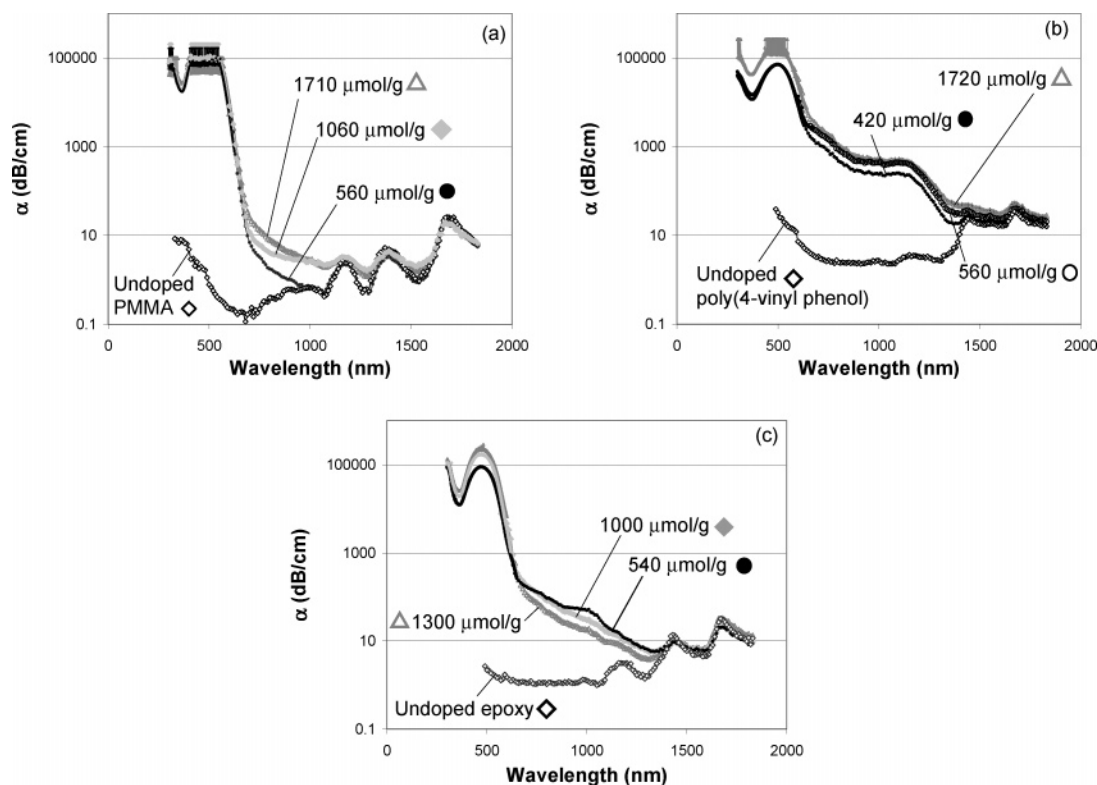 (a)
100000
1000
10
0.1
α (dB/cm)
1710 μmol/g
1060 μmol/g
560 μmol/g
Undoped
PMMA
0 500 1000 1500 2000
Wavelength (nm)
(b)
100000
1000
10
0.1
α (dB/cm)
1720 μmol/g
420 μmol/g
560 μmol/g
Undoped
poly(4-vinyl phenol)
0 500 1000 1500 2000
Wavelength (nm)
(c)
100000
1000
10
0.1
α (dB/cm)
1000 μmol/g
540 μmol/g
1300 μmol/g
Undoped epoxy
0 500 1000 1500 2000
Wavelength (nm)